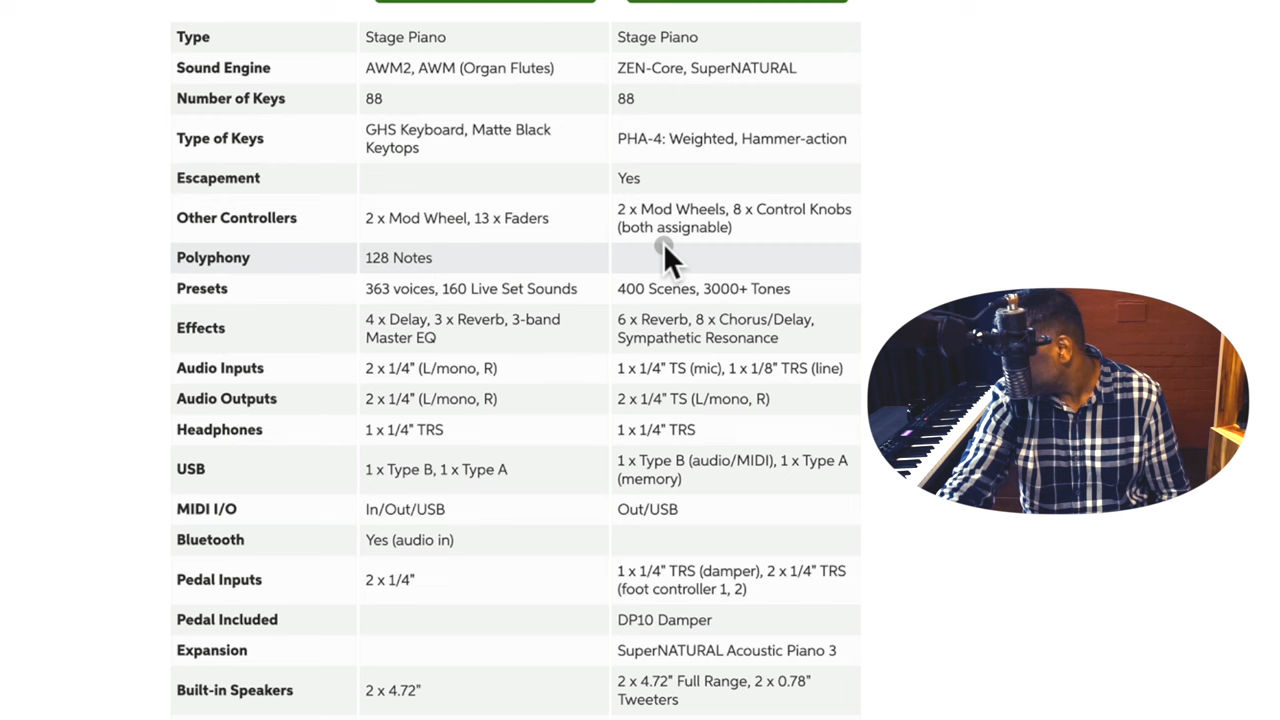 Type Stage Piano Stage Piano
Sound Engine AWM2, AWM (Organ Flutes) ZEN-Core, SuperNATURAL
Number of Keys 88 88
Type of Keys GHS Keyboard, Matte Black Keytops PHA-4: Weighted, Hammer-action
Escapement Yes
Other Controllers 2 x Mod Wheel, 13 x Faders 2 x Mod Wheels, 8 x Control Knobs (both assignable)
Polyphony 128 Notes
Presets 363 voices, 160 Live Set Sounds 400 Scenes, 3000+ Tones
Effects 4 x Delay, 3 x Reverb, 3-band Master EQ 6 x Reverb, 8 x Chorus/Delay, Sympathetic Resonance
Audio Inputs 2 x 1/4" (L/mono, R) 1 x 1/4" TS (mic), 1 x 1/8" TRS (line)
Audio Outputs 2 x 1/4" (L/mono, R) 2 x 1/4" TS (L/mono, R)
Headphones 1 x 1/4" TRS 1 x 1/4" TRS
USB 1 x Type B, 1 x Type A 1 x Type B (audio/MIDI), 1 x Type A (memory)
MIDI I/O In/Out/USB Out/USB
Bluetooth Yes (audio in)
Pedal Inputs 2 x 1/4" 1 x 1/4" TRS (damper), 2 x 1/4" TRS (foot controller 1, 2)
Pedal Included DP10 Damper
Expansion SuperNATURAL Acoustic Piano 3
Built-in Speakers 2 x 4.72" 2 x 4.72" Full Range, 2 x 0.78" Tweeters